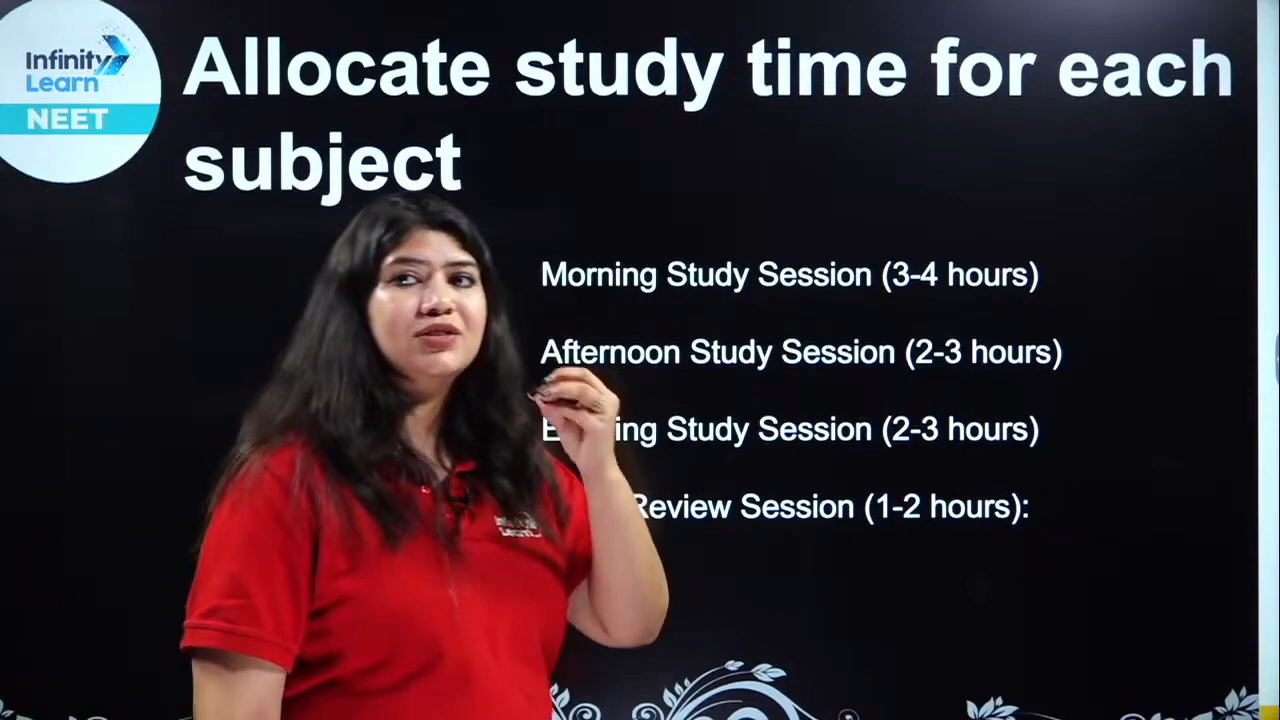 Infinity
Learn
NEET
Allocate study time for each
subject
Morning Study Session (3-4 hours)
Afternoon Study Session (2-3 hours)
Study Session (2-3 hours)
Review Session (1-2 hours):